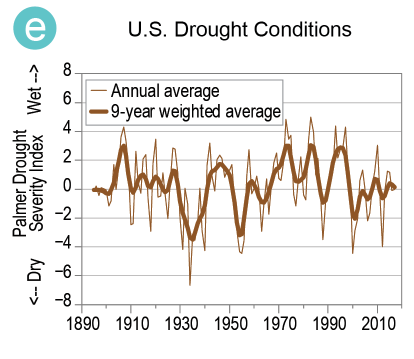 e
U.S. Drought Conditions
Wet -->
Palmer Drought
Severity Index
<-- Dry
8
6
4
2
0
−2
−4
−6
−8
Annual average
9-year weighted average
1890 1910 1930 1950 1970 1990 2010